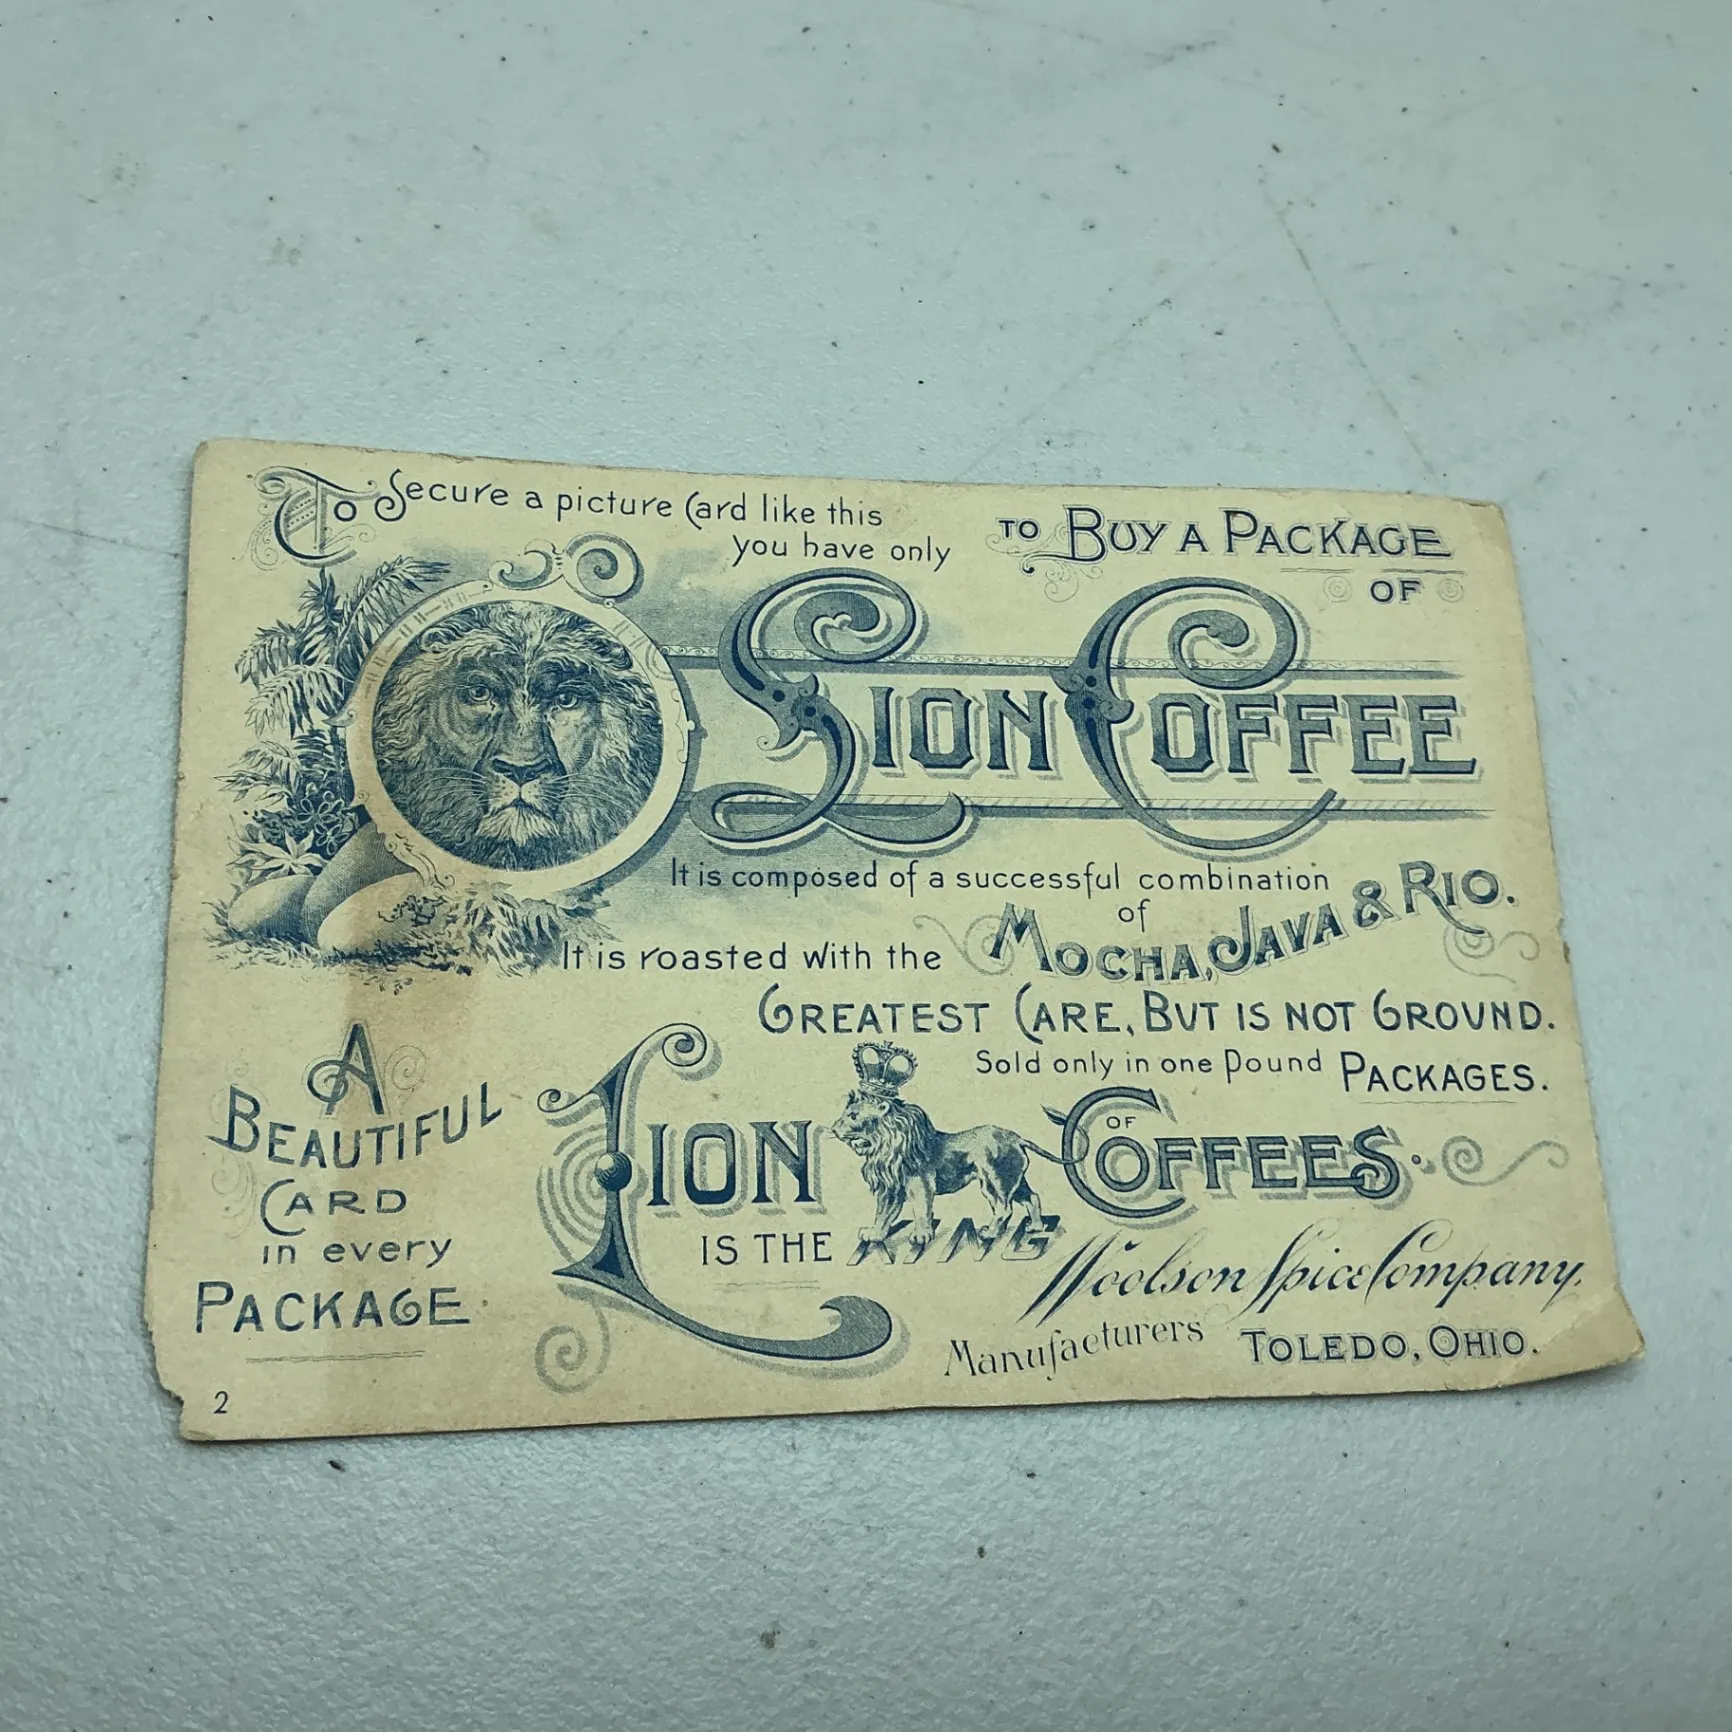 To Secure a picture Card like this
you have only
TO BUY A PACKAGE
OF
LION COFFEE
It is composed of a successful combination
of
MOCHA, JAVA & RIO.
It is roasted with the
GREATEST CARE, BUT IS NOT GROUND.
Sold only in one pound PACKAGES.
A
BEAUTIFUL
CARD
in every
PACKAGE.
LION
IS THE KING
OF
COFFEES.
Woolson Spice Company,
Manufacturers TOLEDO, OHIO.
2